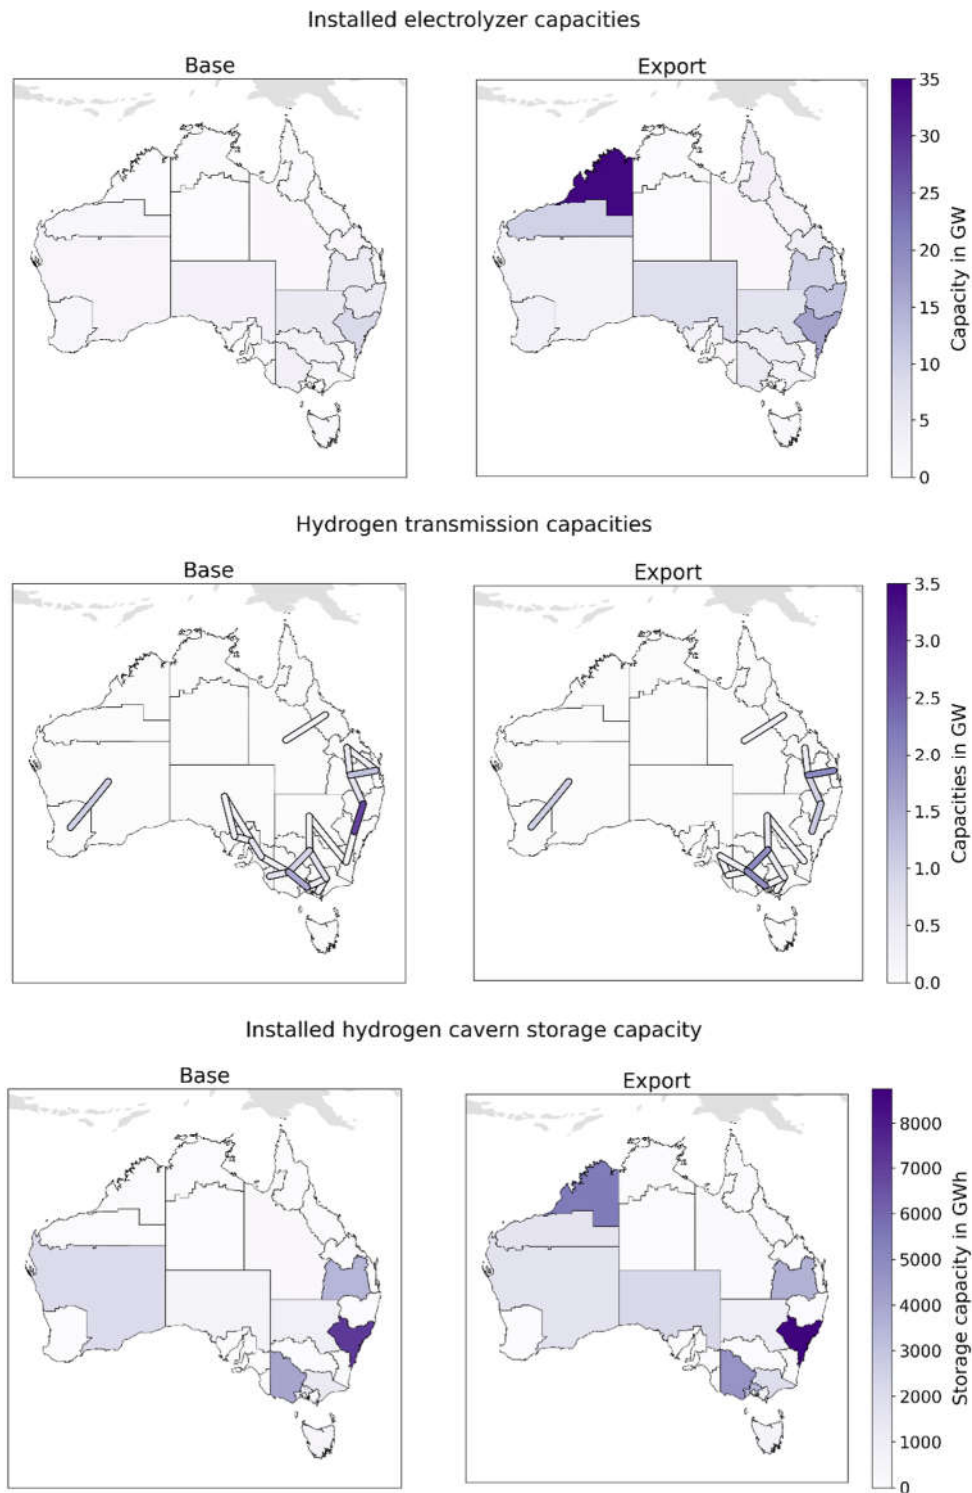 Installed electrolyzer capacities
Base
Export
35
30
25
20
15
10
5
0
Capacity in GW
Hydrogen transmission capacities
Base
Export
3.5
3.0
2.5
2.0
1.5
1.0
0.5
0.0
Capacities in GW
Installed hydrogen cavern storage capacity
Base
Export
8000
7000
6000
5000
4000
3000
2000
1000
0
Storage capacity in GWh